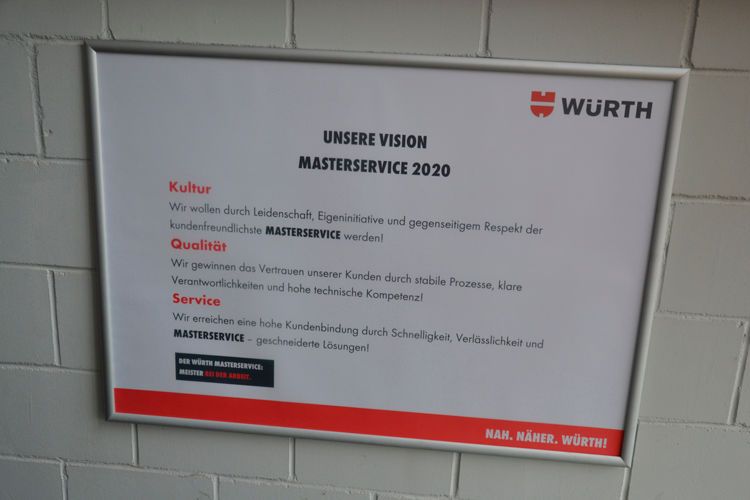 WÜRTH
UNSERE VISION
MASTERSERVICE 2020
Kultur
Wir wollen durch Leidenschaft, Eigeninitiative und gegenseitigem Respekt der
kundenfreundlichste MASTERSERVICE werden!
Qualität
Wir gewinnen das Vertrauen unserer Kunden durch stabile Prozesse, klare
Verantwortlichkeiten und hohe technische Kompetenz!
Service
Wir erreichen eine hohe Kundenbindung durch Schnelligkeit, Verlässlichkeit und
MASTERSERVICE – geschneiderte Lösungen!
DER WÜRTH MASTERSERVICE:
MEISTER BEI DER ARBEIT.
NAH. NÄHER. WÜRTH!